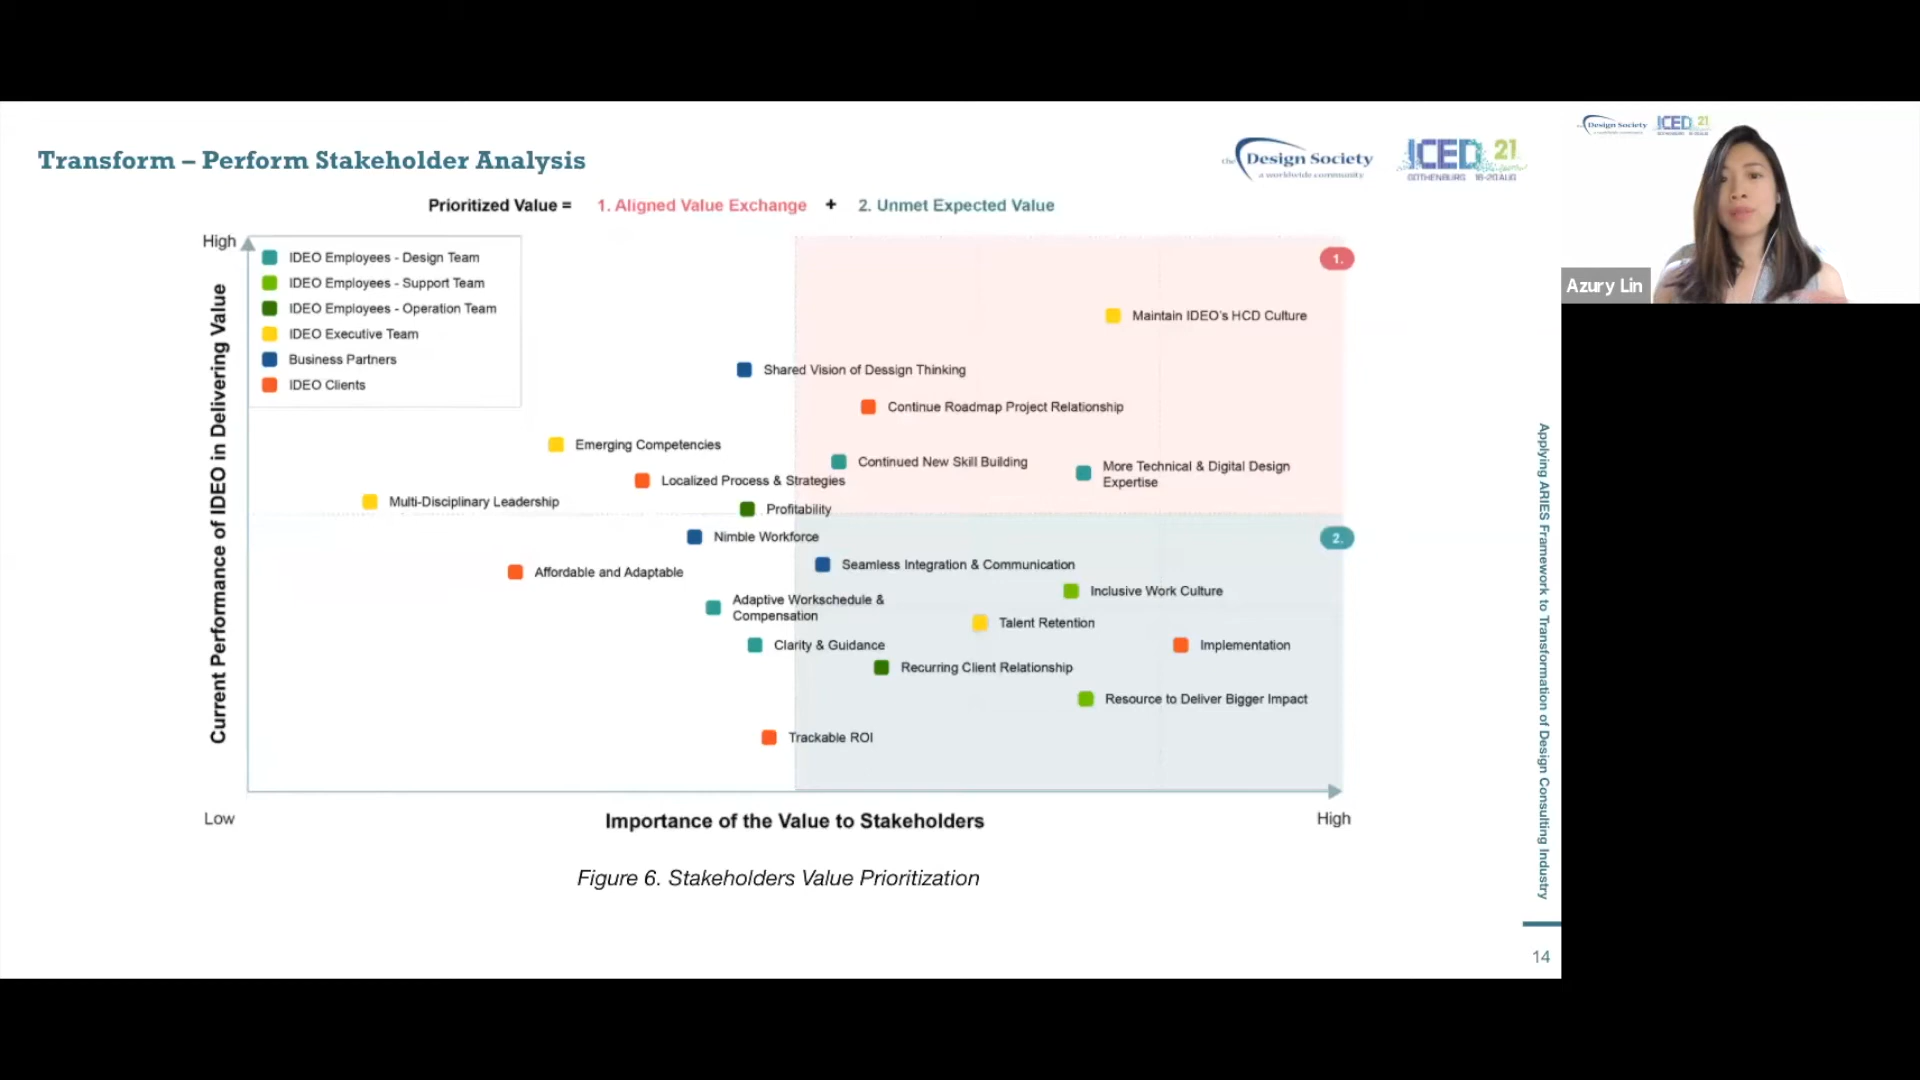 Transform – Perform Stakeholder Analysis
the Design Society
a worldwide community
ICED 21
GOTHENBURG 16-20 AUG
Design Society
a worldwide community
ICED 21
Azury Lin
Prioritized Value = 1. Aligned Value Exchange + 2. Unmet Expected Value
High
Current Performance of IDEO in Delivering Value
IDEO Employees - Design Team
IDEO Employees - Support Team
IDEO Employees - Operation Team
IDEO Executive Team
Business Partners
IDEO Clients
1.
Maintain IDEO's HCD Culture
Shared Vision of Dessign Thinking
Continue Roadmap Project Relationship
Emerging Competencies
Continued New Skill Building
More Technical & Digital Design
Expertise
Localized Process & Strategies
Multi-Disciplinary Leadership
Profitability
2.
Nimble Workforce
Seamless Integration & Communication
Affordable and Adaptable
Inclusive Work Culture
Adaptive Workschedule &
Compensation
Talent Retention
Clarity & Guidance
Implementation
Recurring Client Relationship
Resource to Deliver Bigger Impact
Trackable ROI
Low
Importance of the Value to Stakeholders
High
Figure 6. Stakeholders Value Prioritization
Applying ARIES Framework to Transformation of Design Consulting Industry
14